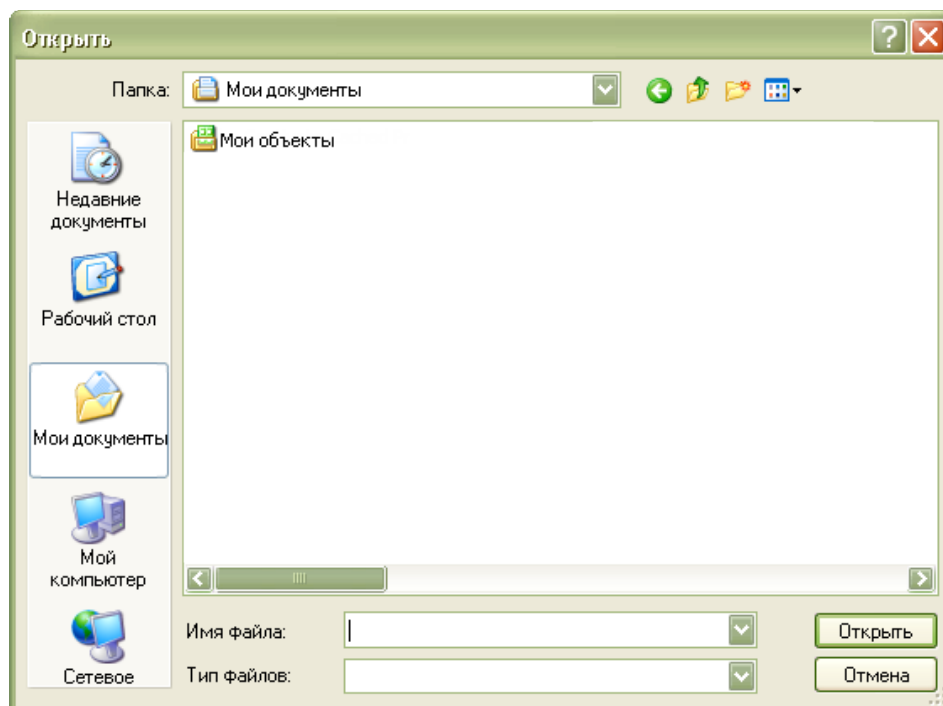 Открыть
Папка:
Мои документы
Мои объекты
Недавние
документы
Рабочий стол
Мои документы
Мой
компьютер
Сетевое
Имя файла:
Открыть
Тип файлов:
Отмена